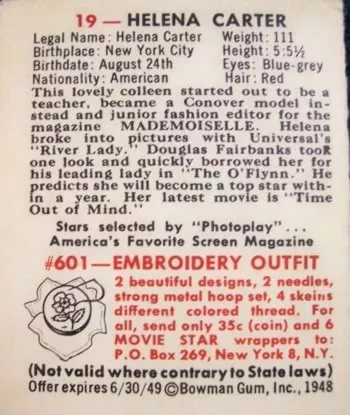 19 — HELENA CARTER
Legal Name: Helena Carter Weight: 111
Birthplace: New York City Height: 5:5½
Birthdate: August 24th Eyes: Blue-grey
Nationality: American Hair: Red
This lovely colleen started out to be a
teacher, became a Conover model in-
stead and junior fashion editor for the
magazine MADEMOISELLE. Helena
broke into pictures with Universal's
"River Lady." Douglas Fairbanks took
one look and quickly borrowed her for
his leading lady in "The O'Flynn." He
predicts she will become a top star with-
in a year. Her latest movie is "Time
Out of Mind."
Stars selected by "Photoplay"...
America's Favorite Screen Magazine
#601—EMBROIDERY OUTFIT
2 beautiful designs, 2 needles,
strong metal hoop set, 4 skeins
different colored thread. For
all, send only 35c (coin) and 6
MOVIE STAR wrappers to:
P.O. BOX 269, NEW YORK 8, N.Y.
(Not valid where contrary to State laws)
Offer expires 6/30/49 ©Bowman Gum, Inc., 1948